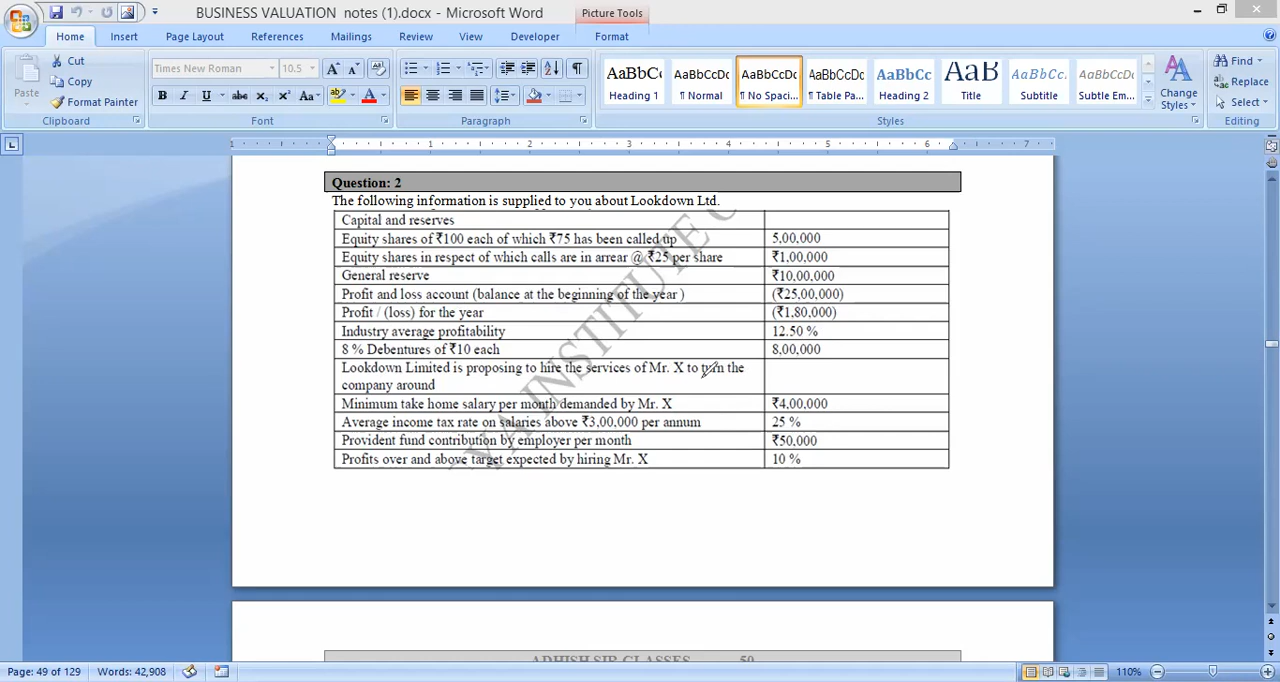 BUSINESS VALUATION notes (1).docx - Microsoft Word
Picture Tools
Home Insert Page Layout References Mailings Review View Developer Format
Paste
Cut
Copy
Format Painter
Clipboard
Times New Roman 10.5
Font
Paragraph
AaBbCc AaBbCcDc AaBbCcDc AaBbCcDc AaBbCc AaB AaBbCc. AaBbCcDc
Heading 1 ¶ Normal ¶ No Spaci... ¶ Table Pa... Heading 2 Title Subtitle Subtle Em...
Change Styles
Styles
Find
Replace
Select
Editing
1 1 2 3 4 5 6 7
Question: 2
The following information is supplied to you about Lookdown Ltd.
Capital and reserves
Equity shares of ₹100 each of which ₹75 has been called up 5,00,000
Equity shares in respect of which calls are in arrear @ ₹25 per share ₹1,00,000
General reserve ₹10,00,000
Profit and loss account (balance at the beginning of the year ) (₹25,00,000)
Profit / (loss) for the year (₹1,80,000)
Industry average profitability 12.50 %
8 % Debentures of ₹10 each 8,00,000
Lookdown Limited is proposing to hire the services of Mr. X to turn the
company around
Minimum take home salary per month demanded by Mr. X ₹4,00,000
Average income tax rate on salaries above ₹3,00,000 per annum 25 %
Provident fund contribution by employer per month ₹50,000
Profits over and above target expected by hiring Mr. X 10 %
ADHISH SIR CLASSES 50
Page: 49 of 129 Words: 42,908 110%